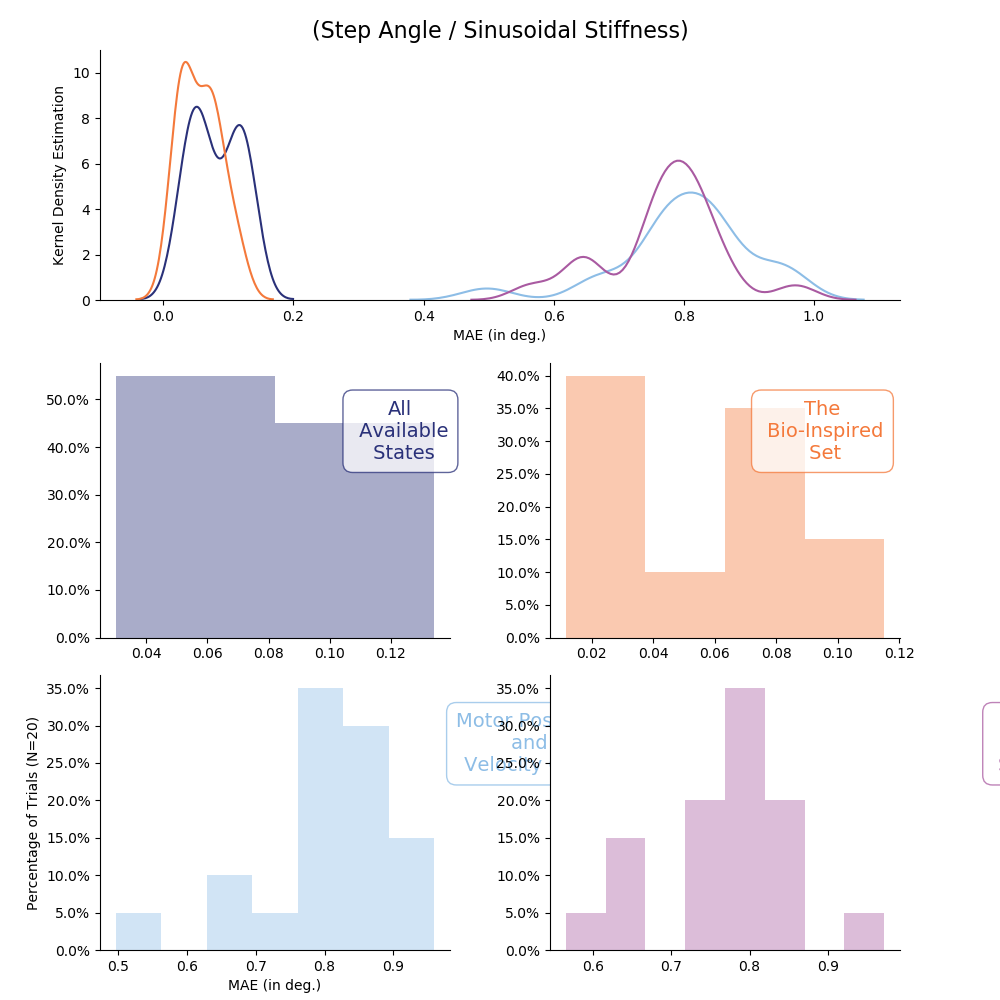 (Step Angle / Sinusoidal Stiffness)
Kernel Density Estimation
10
8
6
4
2
0
0.0 0.2 0.4 0.6 0.8 1.0
MAE (in deg.)
50.0%
40.0%
30.0%
20.0%
10.0%
0.0%
All
Available
States
0.04 0.06 0.08 0.10 0.12
40.0%
35.0%
30.0%
25.0%
20.0%
15.0%
10.0%
5.0%
0.0%
The
Bio-Inspired
Set
0.02 0.04 0.06 0.08 0.10 0.12
Percentage of Trials (N=20)
35.0%
30.0%
25.0%
20.0%
15.0%
10.0%
5.0%
0.0%
Motor
and
Velocity
0.5 0.6 0.7 0.8 0.9
MAE (in deg.)
35.0%
30.0%
25.0%
20.0%
15.0%
10.0%
5.0%
0.0%
0.6 0.7 0.8 0.9